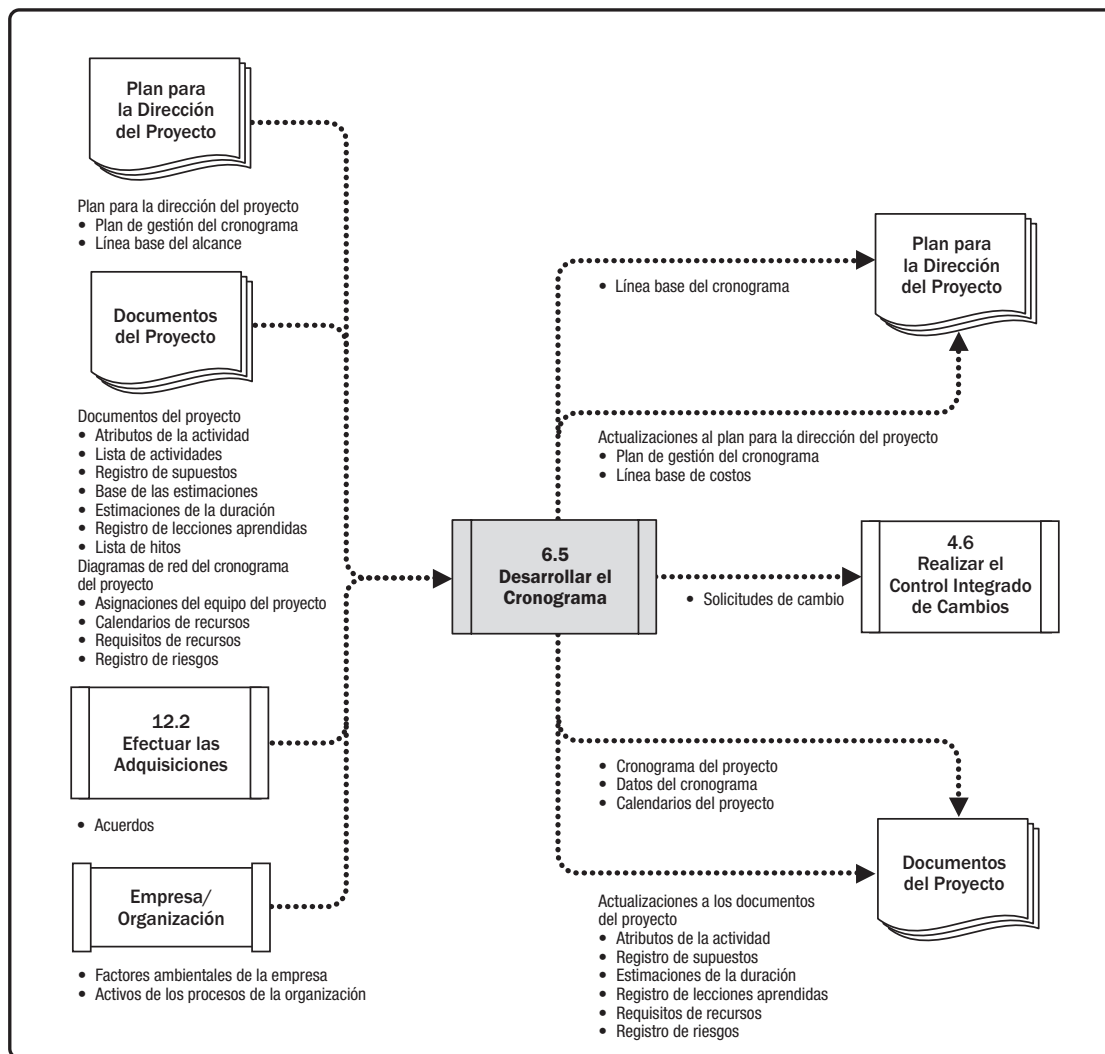 Plan para
la Dirección
del Proyecto
Plan para la dirección del proyecto
• Plan de gestión del cronograma
• Línea base del alcance
Documentos
del Proyecto
Documentos del proyecto
• Atributos de la actividad
• Lista de actividades
• Registro de supuestos
• Base de las estimaciones
• Estimaciones de la duración
• Registro de lecciones aprendidas
• Lista de hitos
Diagramas de red del cronograma
del proyecto
• Asignaciones del equipo del proyecto
• Calendarios de recursos
• Requisitos de recursos
• Registro de riesgos
12.2
Efectuar las
Adquisiciones
• Acuerdos
Empresa/
Organización
• Factores ambientales de la empresa
• Activos de los procesos de la organización
6.5
Desarrollar el
Cronograma
• Línea base del cronograma
Plan para
la Dirección
del Proyecto
Actualizaciones al plan para la dirección del proyecto
• Plan de gestión del cronograma
• Línea base de costos
• Solicitudes de cambio
4.6
Realizar el
Control Integrado
de Cambios
• Cronograma del proyecto
• Datos del cronograma
• Calendarios del proyecto
Documentos
del Proyecto
Actualizaciones a los documentos
del proyecto
• Atributos de la actividad
• Registro de supuestos
• Estimaciones de la duración
• Registro de lecciones aprendidas
• Requisitos de recursos
• Registro de riesgos